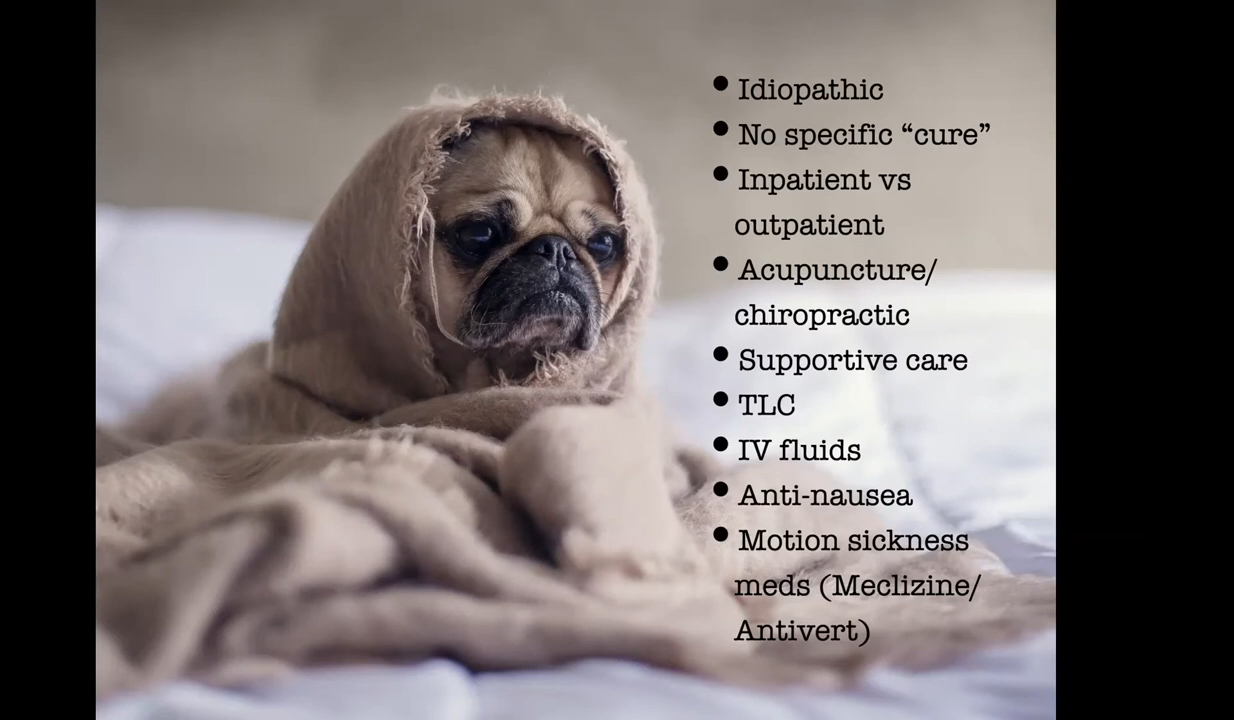 • Idiopathic
• No specific “cure”
• Inpatient vs
outpatient
• Acupuncture/
chiropractic
• Supportive care
• TLC
• IV fluids
• Anti-nausea
• Motion sickness
meds (Meclizine/
Antivert)